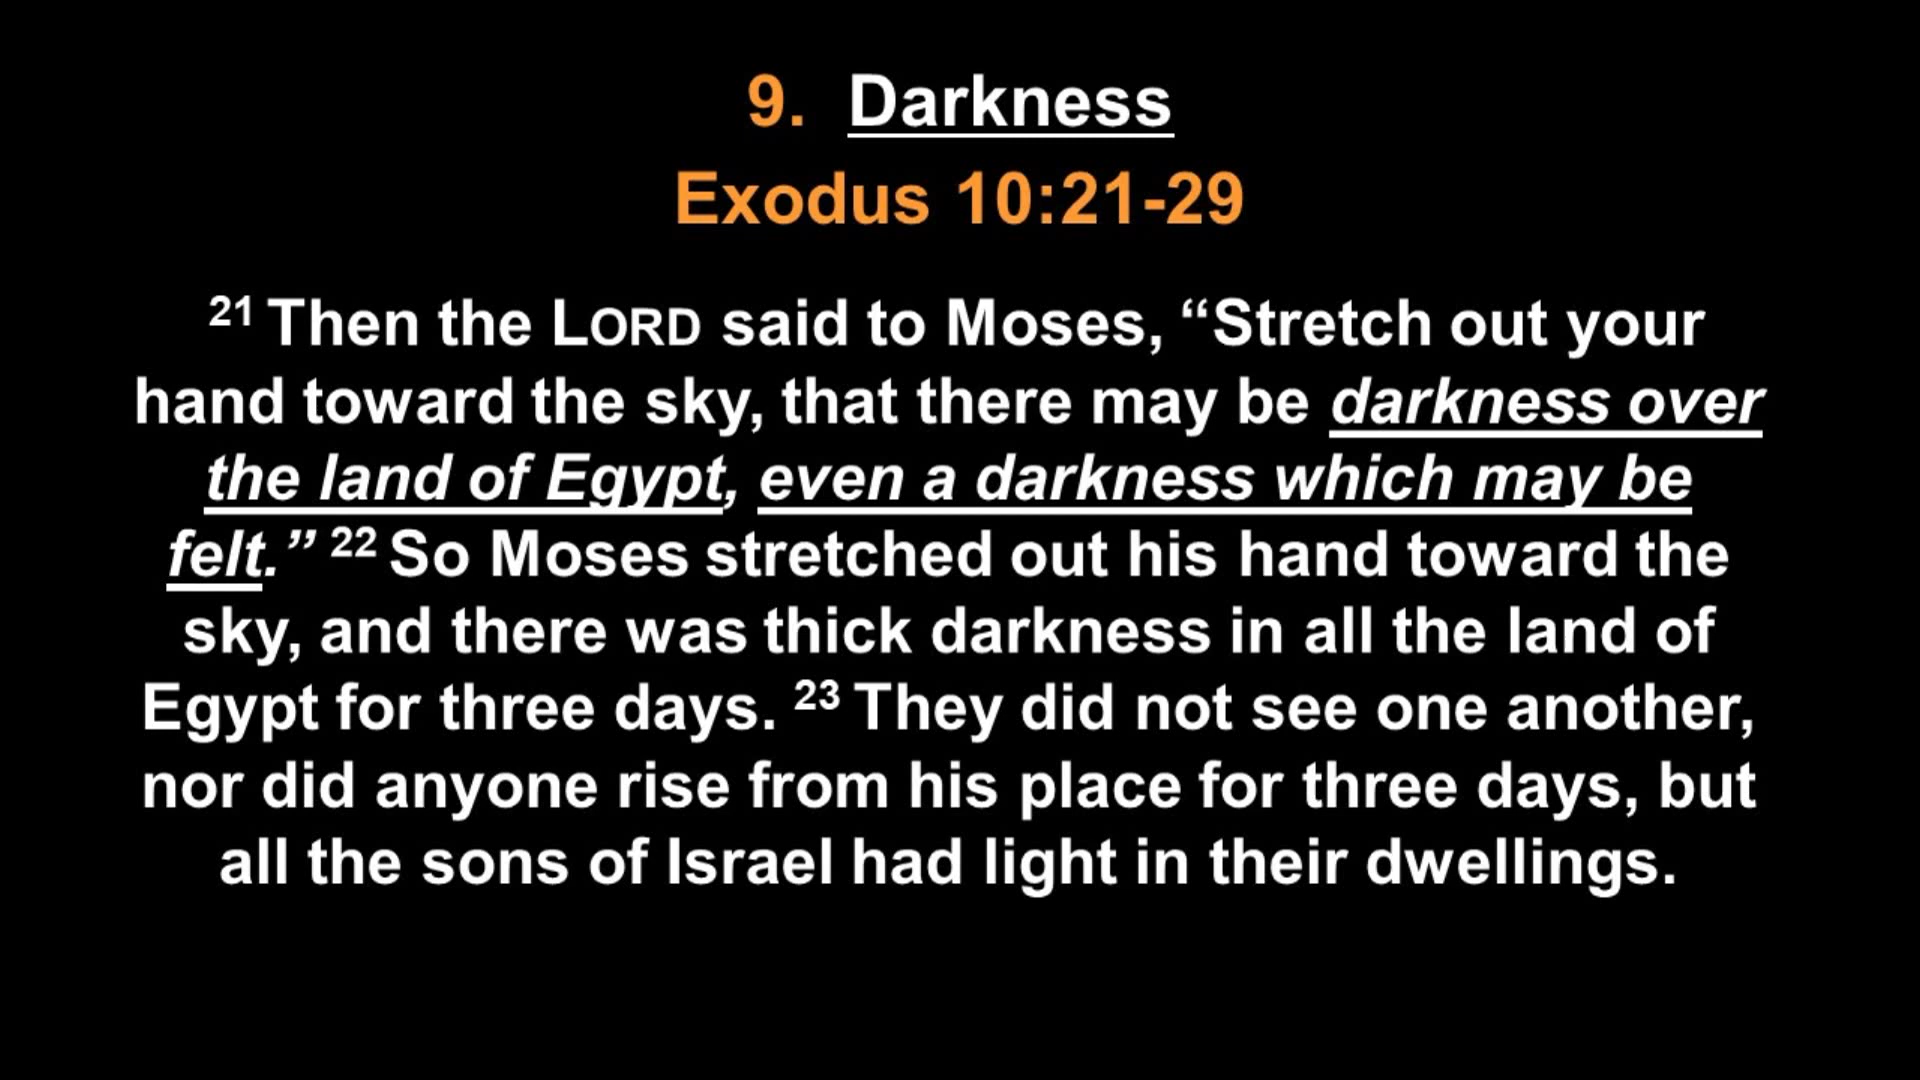 9. Darkness
Exodus 10:21-29
21 Then the LORD said to Moses, “Stretch out your
hand toward the sky, that there may be darkness over
the land of Egypt, even a darkness which may be
felt.” 22 So Moses stretched out his hand toward the
sky, and there was thick darkness in all the land of
Egypt for three days. 23 They did not see one another,
nor did anyone rise from his place for three days, but
all the sons of Israel had light in their dwellings.